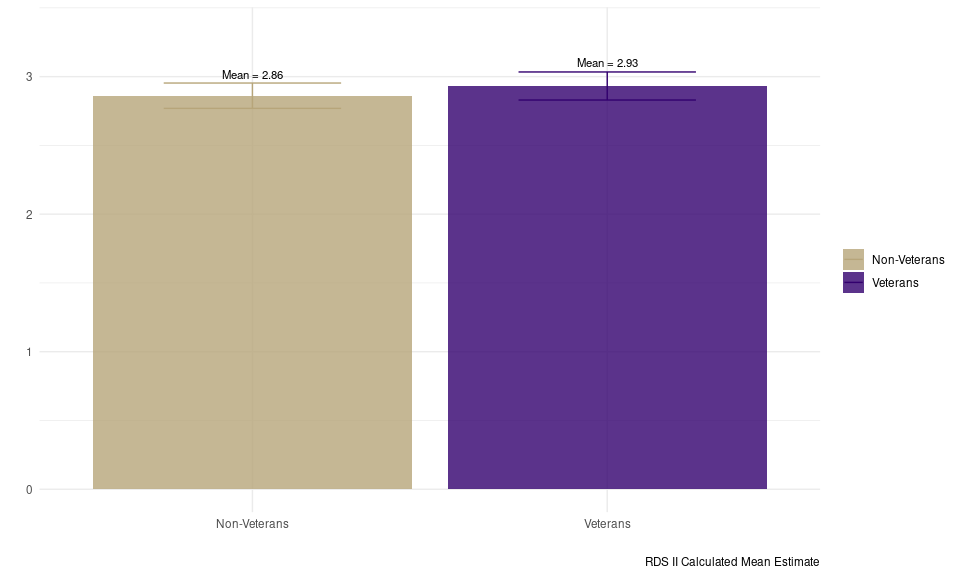 Mean = 2.86
Mean = 2.93
3
2
1
0
Non-Veterans
Veterans
Non-Veterans
Veterans
RDS II Calculated Mean Estimate